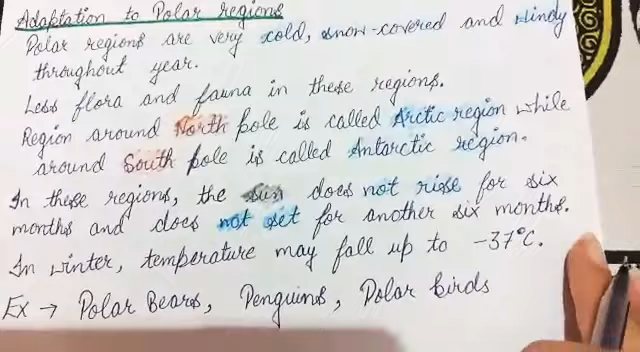 Adaptation to Polar regions
Polar regions are very cold, snow-covered and windy
throughout year.
Less flora and fauna in these regions.
Region around North pole is called Arctic region while
around South pole is called Antarctic region.
In these regions, the sun does not rise for six
months and does not set for another six months.
In winter, temperature may fall up to -37°C.
Ex → Polar Bears, Penguins, Polar birds